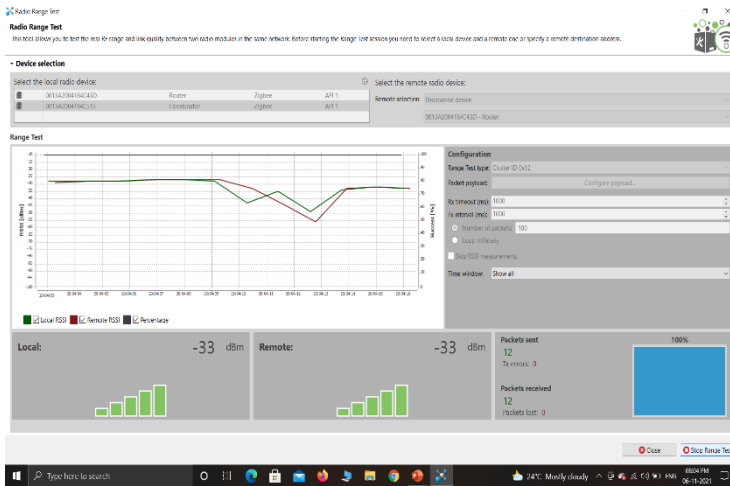 Radio Range Test
Radio Range Test
This tool allows you to test the real RF range and link quality between two radio modules in the same network. Before starting the Range Test session you need to select a local device and a remote one or specify a remote destination address.
Device selection
Select the local radio device:
Select the remote radio device:
0013A2004184C43D Router Zigbee API 1
Coordinator Zigbee API 1
Remote selection: Discovered device
0013A2004184C43D - Router
Range Test
Configuration
Range Test type: Cluster ID 0x12
Packet payload: Configure payload...
Rx timeout (ms): 1000
Tx interval (ms): 1000
Number of packets: 100
Loop infinitely
Skip RSSI measurements
Time window: Show all
RSSI [dBm]
Success [%]
Local RSSI Remote RSSI Percentage
Local: -33 dBm
Remote: -33 dBm
Packets sent
12
Tx errors: 0
Packets received
12
Packets lost: 0
100%
Close Stop Range Tes
Type here to search
24°C Mostly cloudy ENG
08:04 PM
06-11-2021